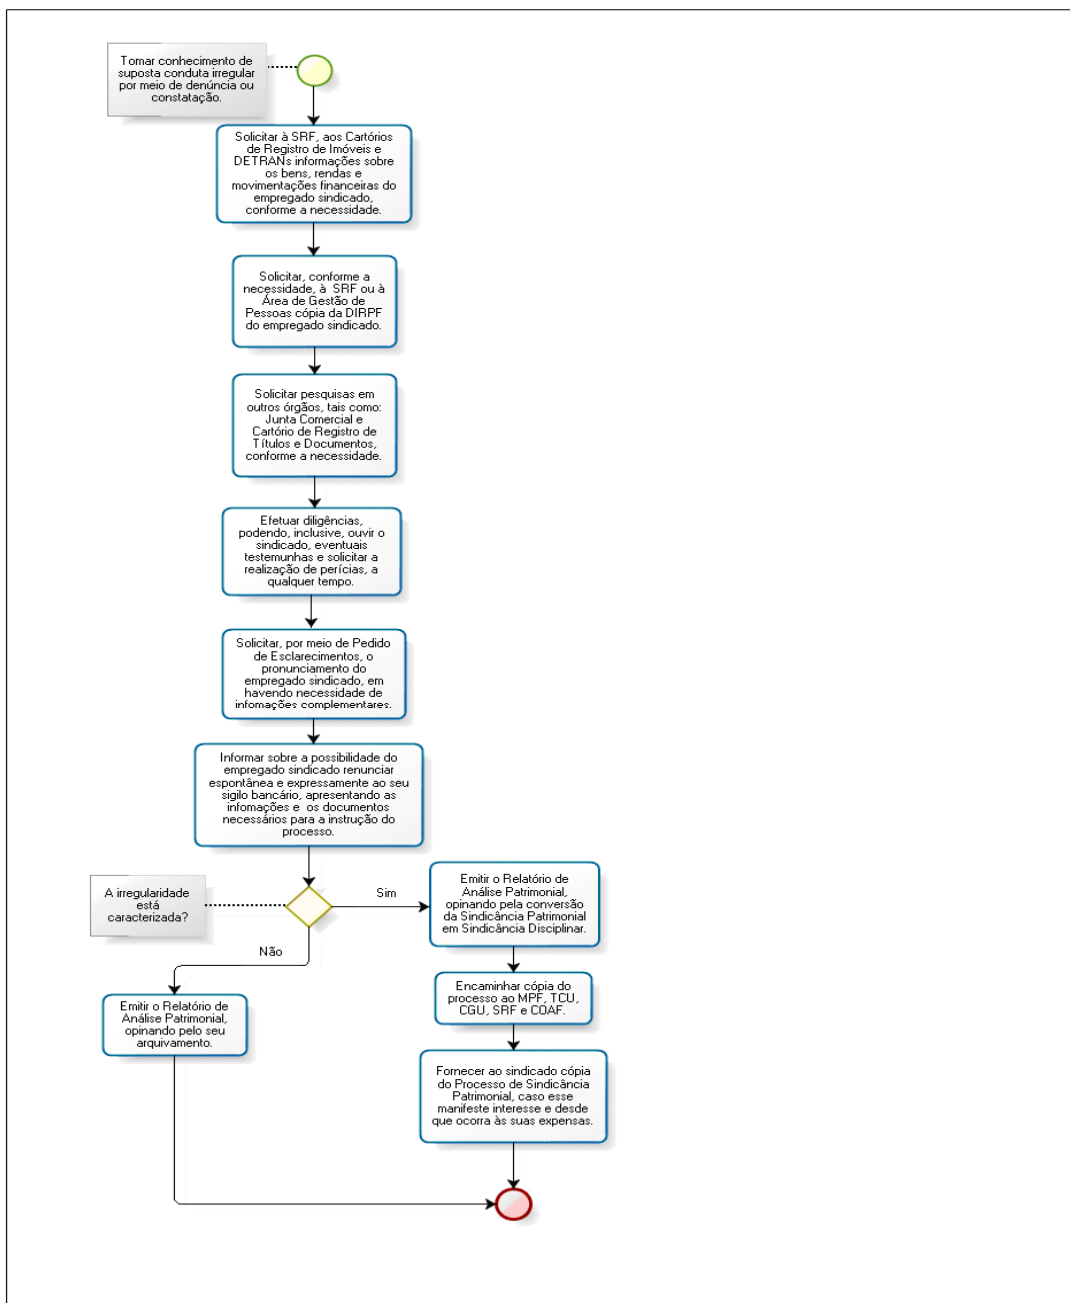 Tomar conhecimento de
suposta conduta irregular
por meio de denúncia ou
constatação.
Solicitar à SRF, aos Cartórios
de Registro de Imóveis e
DETRANs informações sobre
os bens, rendas e
movimentações financeiras do
empregado sindicado,
conforme a necessidade.
Solicitar, conforme a
necessidade, à SRF ou à
Área de Gestão de
Pessoas cópia da DIRPF
do empregado sindicado.
Solicitar pesquisas em
outros órgãos, tais como:
Junta Comercial e
Cartório de Registro de
Títulos e Documentos,
conforme a necessidade.
Efetuar diligências,
podendo, inclusive, ouvir o
sindicado, eventuais
testemunhas e solicitar a
realização de perícias, a
qualquer tempo.
Solicitar, por meio de Pedido
de Esclarecimentos, o
pronunciamento do
empregado sindicado, em
havendo necessidade de
infomações complementares.
Informar sobre a possibilidade do
empregado sindicado renunciar
espontânea e expressamente ao seu
sigilo bancário, apresentando as
infomações e os documentos
necessários para a instrução do
processo.
A irregularidade
está
caracterizada?
Sim
Emitir o Relatório de
Análise Patrimonial,
opinando pela conversão
da Sindicância Patrimonial
em Sindicância Disciplinar.
Não
Emitir o Relatório de
Análise Patrimonial,
opinando pelo seu
arquivamento.
Encaminhar cópia do
processo ao MPF, TCU,
CGU, SRF e COAF.
Fornecer ao sindicado cópia
do Processo de Sindicância
Patrimonial, caso esse
manifeste interesse e desde
que ocorra às suas expensas.